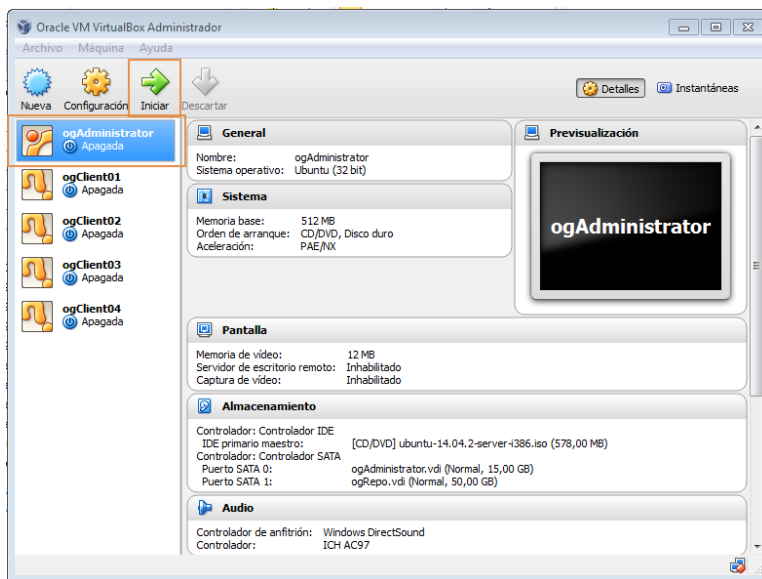 Oracle VM VirtualBox Administrador
Archivo Máquina Ayuda
Nueva Configuración Iniciar Descartar
Detalles Instantáneas
ogAdministrator
Apagada
ogClient01
Apagada
ogClient02
Apagada
ogClient03
Apagada
ogClient04
Apagada
General
Nombre: ogAdministrator
Sistema operativo: Ubuntu (32 bit)
Sistema
Memoria base: 512 MB
Orden de arranque: CD/DVD, Disco duro
Aceleración: PAE/NX
Previsualización
ogAdministrator
Pantalla
Memoria de vídeo: 12 MB
Servidor de escritorio remoto: Inhabilitado
Captura de vídeo: Inhabilitado
Almacenamiento
Controlador: Controlador IDE
IDE primario maestro: [CD/DVD] ubuntu-14.04.2-server-i386.iso (578,00 MB)
Controlador: Controlador SATA
Puerto SATA 0: ogAdministrator.vdi (Normal, 15,00 GB)
Puerto SATA 1: ogRepo.vdi (Normal, 50,00 GB)
Audio
Controlador de anfitrión: Windows DirectSound
Controlador: ICH AC97